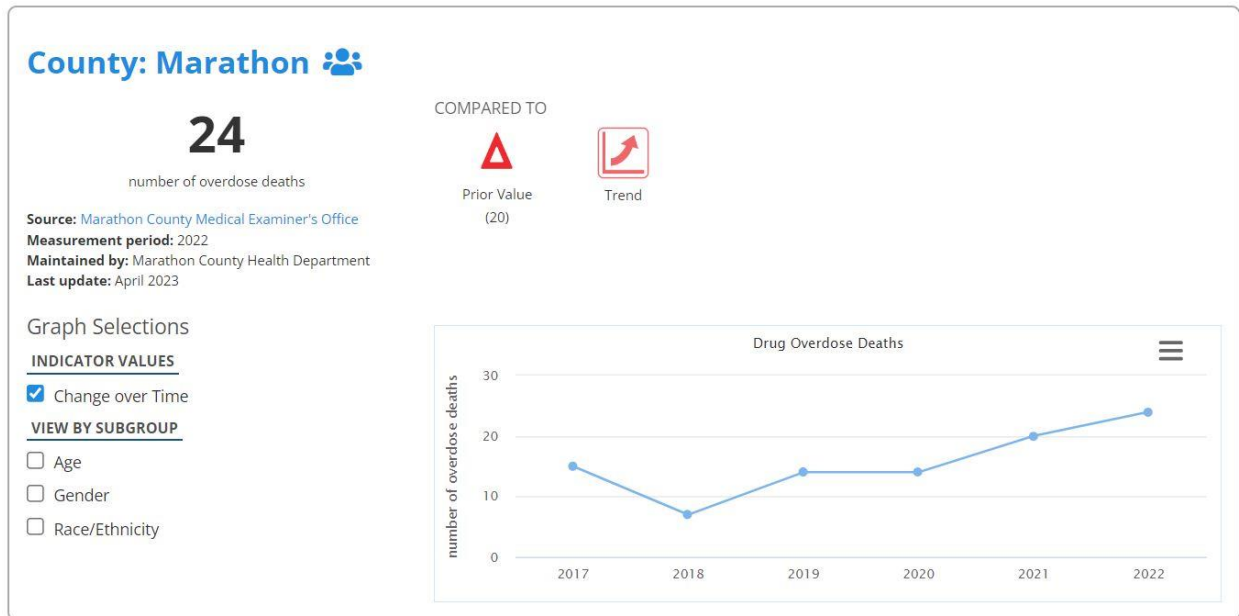 County: Marathon
24
number of overdose deaths
Source: Marathon County Medical Examiner's Office
Measurement period: 2022
Maintained by: Marathon County Health Department
Last update: April 2023
COMPARED TO
Prior Value
(20)
Trend
Graph Selections
INDICATOR VALUES
Change over Time
VIEW BY SUBGROUP
Age
Gender
Race/Ethnicity
Drug Overdose Deaths
number of overdose deaths
30
20
10
0
2017 2018 2019 2020 2021 2022